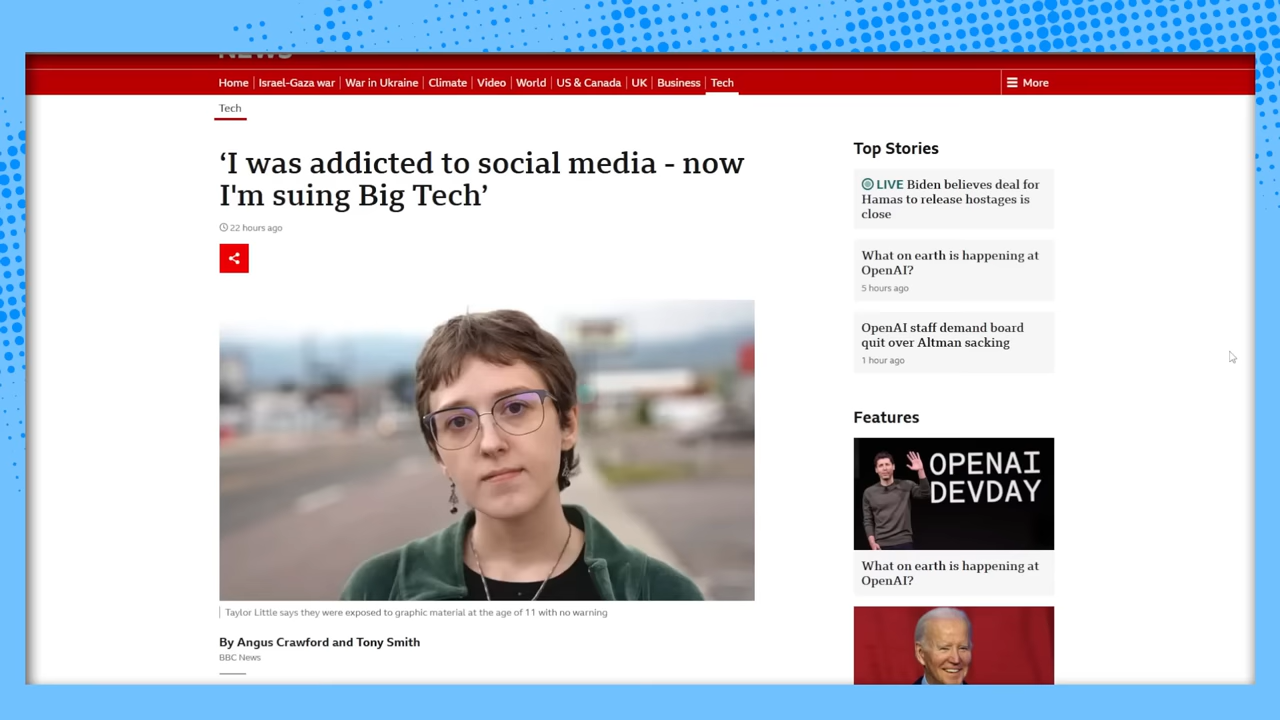 NEWS
Home
Israel-Gaza war
War in Ukraine
Climate
Video
World
US & Canada
UK
Business
Tech
More
Tech
‘I was addicted to social media - now
I'm suing Big Tech’
22 hours ago
Taylor Little says they were exposed to graphic material at the age of 11 with no warning
By Angus Crawford and Tony Smith
BBC News
Top Stories
LIVE Biden believes deal for
Hamas to release hostages is
close
What on earth is happening at
OpenAI?
5 hours ago
OpenAI staff demand board
quit over Altman sacking
1 hour ago
Features
OPENAI
DEVDAY
What on earth is happening at
OpenAI?